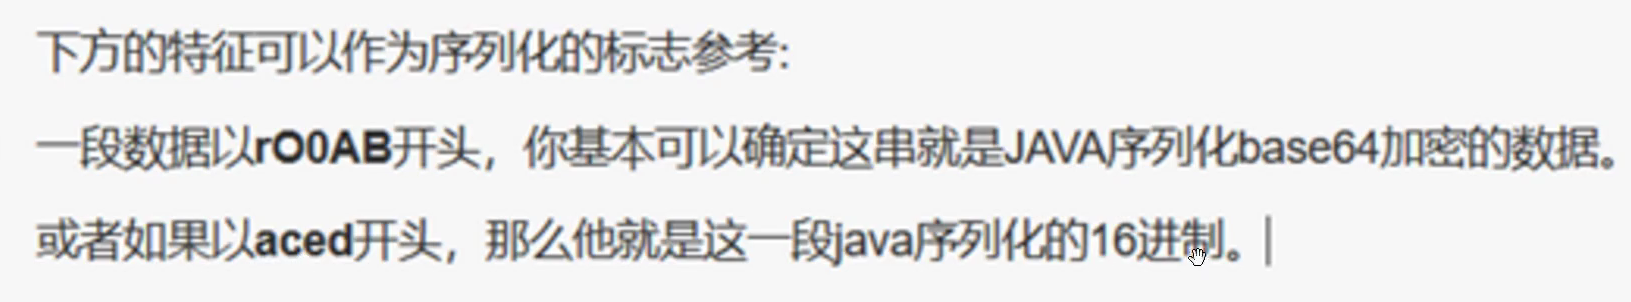 下方的特征可以作为序列化的标志参考:
一段数据以rO0AB开头，你基本可以确定这串就是JAVA序列化base64加密的数据。
或者如果以aced开头，那么他就是这一段java序列化的16进制。